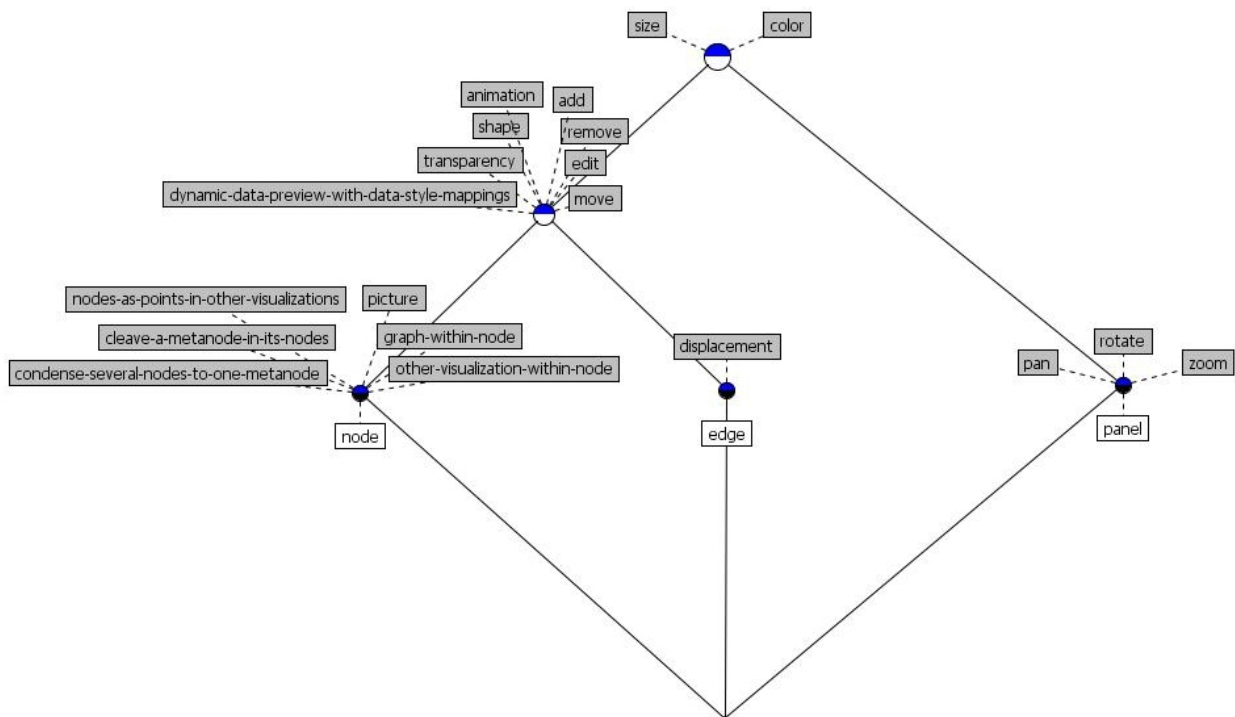 size
color
animation
add
shape
remove
transparency
edit
dynamic-data-preview-with-data-style-mappings
move
nodes-as-points-in-other-visualizations
picture
cleave-a-metanode-in-its-nodes
graph-within-node
condense-several-nodes-to-one-metanode
other-visualization-within-node
node
displacement
edge
rotate
pan
zoom
panel